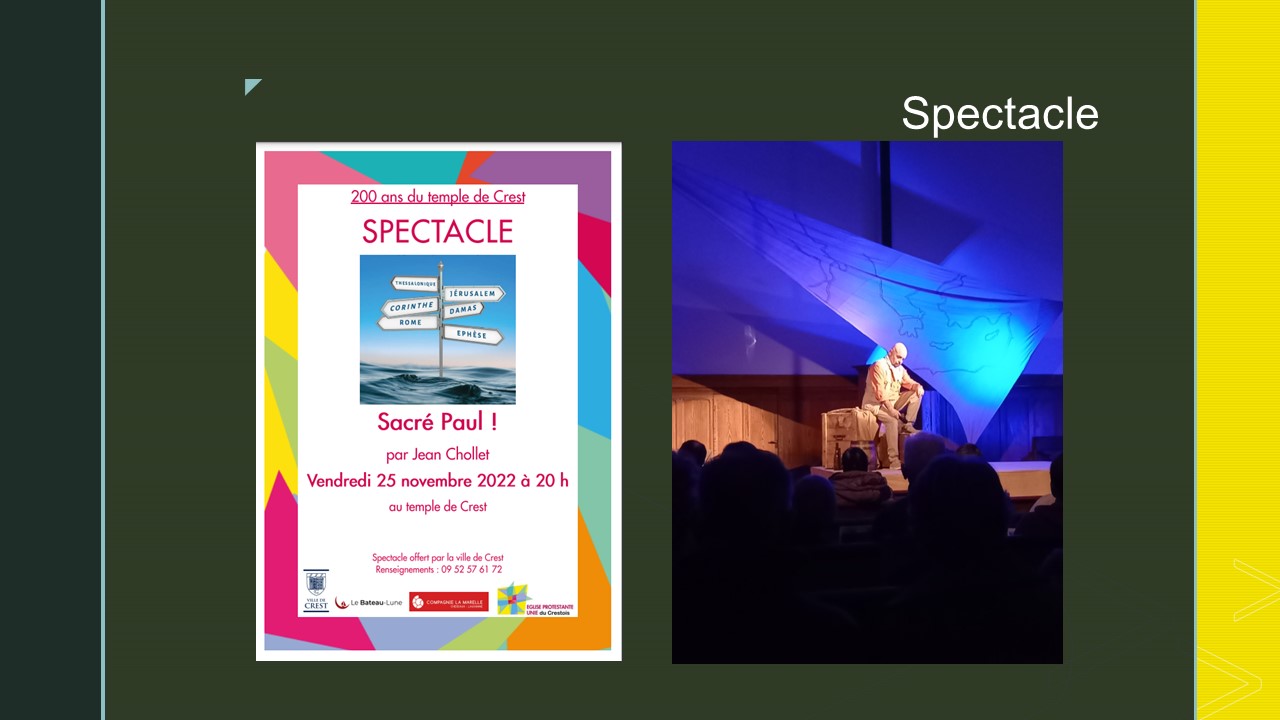 Spectacle
200 ans du temple de Crest
SPECTACLE
THESSALONIQUE
JÉRUSALEM
CORINTHE
DAMAS
ROME
EPHÈSE
Sacré Paul !
par Jean Chollet
Vendredi 25 novembre 2022 à 20 h
au temple de Crest
Spectacle offert par la ville de Crest
Renseignements : 09 52 57 61 72
VILLE DE
CREST
Le Bateau-Lune
COMPAGNIE LA MARELLE
EGLISE PROTESTANTE
UNIE du Crestois